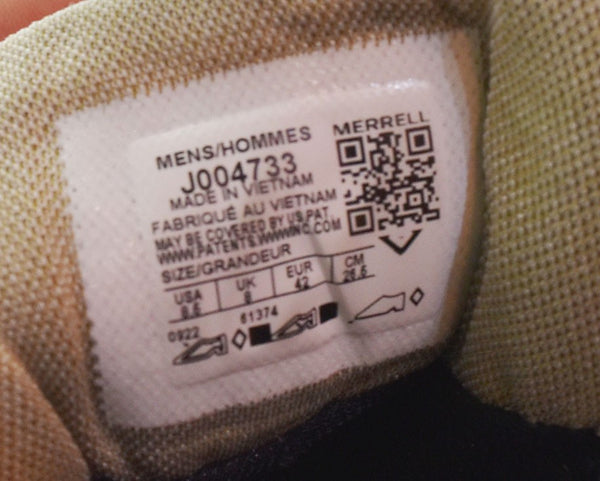 MERRELL
MENS/HOMMES
J004733
MADE IN VIETNAM
FABRIQUÉ AU VIETNAM
MAY BE COVERED BY US PAT.
WWW.PATENTS.WWWINC.COM
SIZE/GRANDEUR
USA UK EUR CM
8.5 8 42 26.5
0922 61374